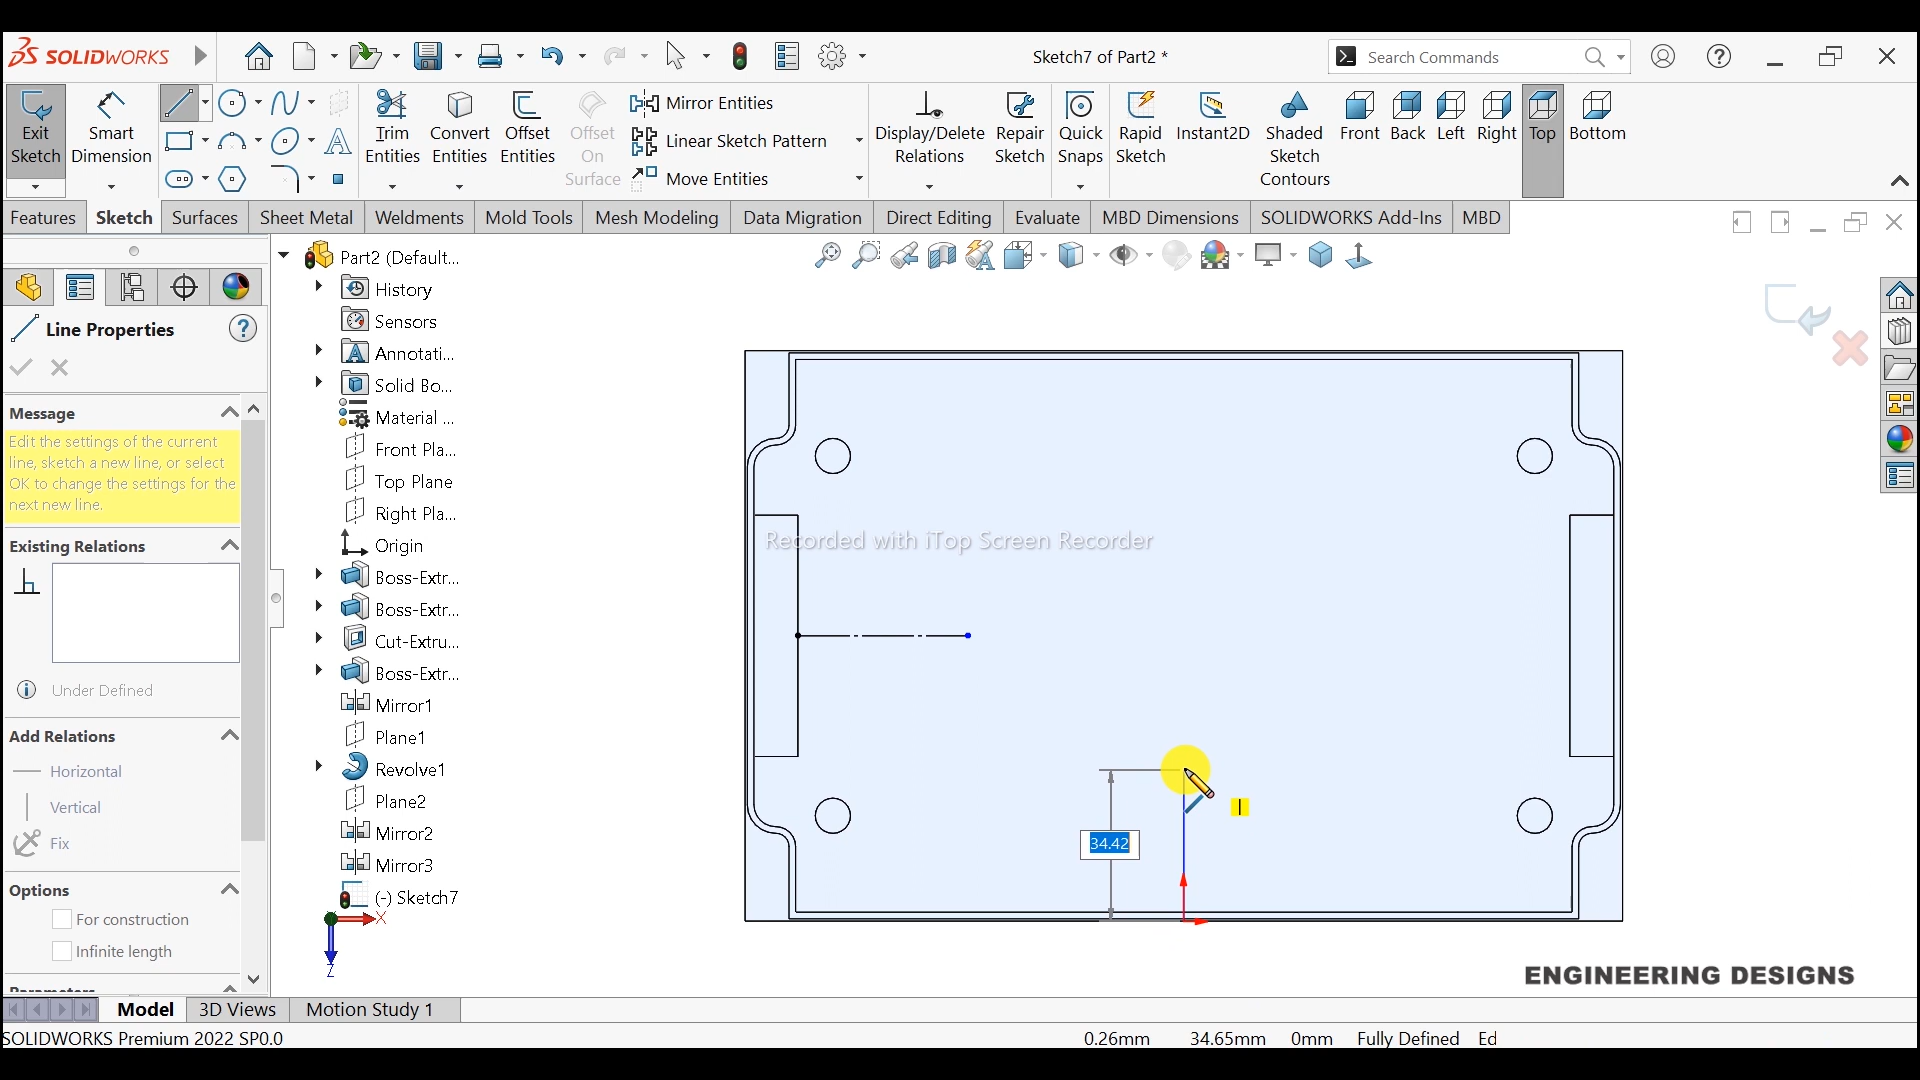 SOLIDWORKS
Sketch7 of Part2 *
Search Commands
Exit Sketch
Smart Dimension
Trim Entities
Convert Entities
Offset Entities
Offset On Surface
Mirror Entities
Linear Sketch Pattern
Move Entities
Display/Delete Relations
Repair Sketch
Quick Snaps
Rapid Sketch
Instant2D
Shaded Sketch Contours
Front
Back
Left
Right
Top
Bottom
Features
Sketch
Surfaces
Sheet Metal
Weldments
Mold Tools
Mesh Modeling
Data Migration
Direct Editing
Evaluate
MBD Dimensions
SOLIDWORKS Add-Ins
MBD
Line Properties
Message
Edit the settings of the current
line, sketch a new line, or select
OK to change the settings for the
next new line.
Existing Relations
Under Defined
Add Relations
Horizontal
Vertical
Fix
Options
For construction
Infinite length
Part2 (Default...
History
Sensors
Annotati...
Solid Bo...
Material ...
Front Pla...
Top Plane
Right Pla...
Origin
Boss-Extr...
Boss-Extr...
Cut-Extru...
Boss-Extr...
Mirror1
Plane1
Revolve1
Plane2
Mirror2
Mirror3
(-) Sketch7
X
Z
Recorded with iTop Screen Recorder
34.42
ENGINEERING DESIGNS
Model
3D Views
Motion Study 1
SOLIDWORKS Premium 2022 SP0.0
0.26mm
34.65mm
0mm
Fully Defined
Ed